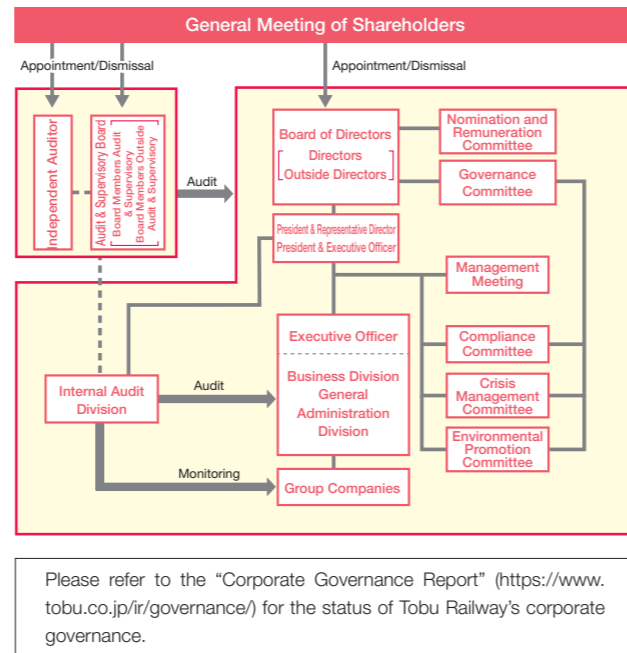 General Meeting of Shareholders
Appointment/Dismissal
Appointment/Dismissal
Independent Auditor
Audit & Supervisory Board
Board Members Audit
& Supervisory
Board Members Outside
Audit & Supervisory
Audit
Board of Directors
Directors
Outside Directors
Nomination and
Remuneration
Committee
Governance
Committee
President & Representative Director
President & Executive Officer
Management
Meeting
Executive Officer
Business Division
General
Administration
Division
Compliance
Committee
Crisis
Management
Committee
Environmental
Promotion
Committee
Internal Audit
Division
Audit
Monitoring
Group Companies
Please refer to the “Corporate Governance Report” (https://www.
tobu.co.jp/ir/governance/) for the status of Tobu Railway’s corporate
governance.